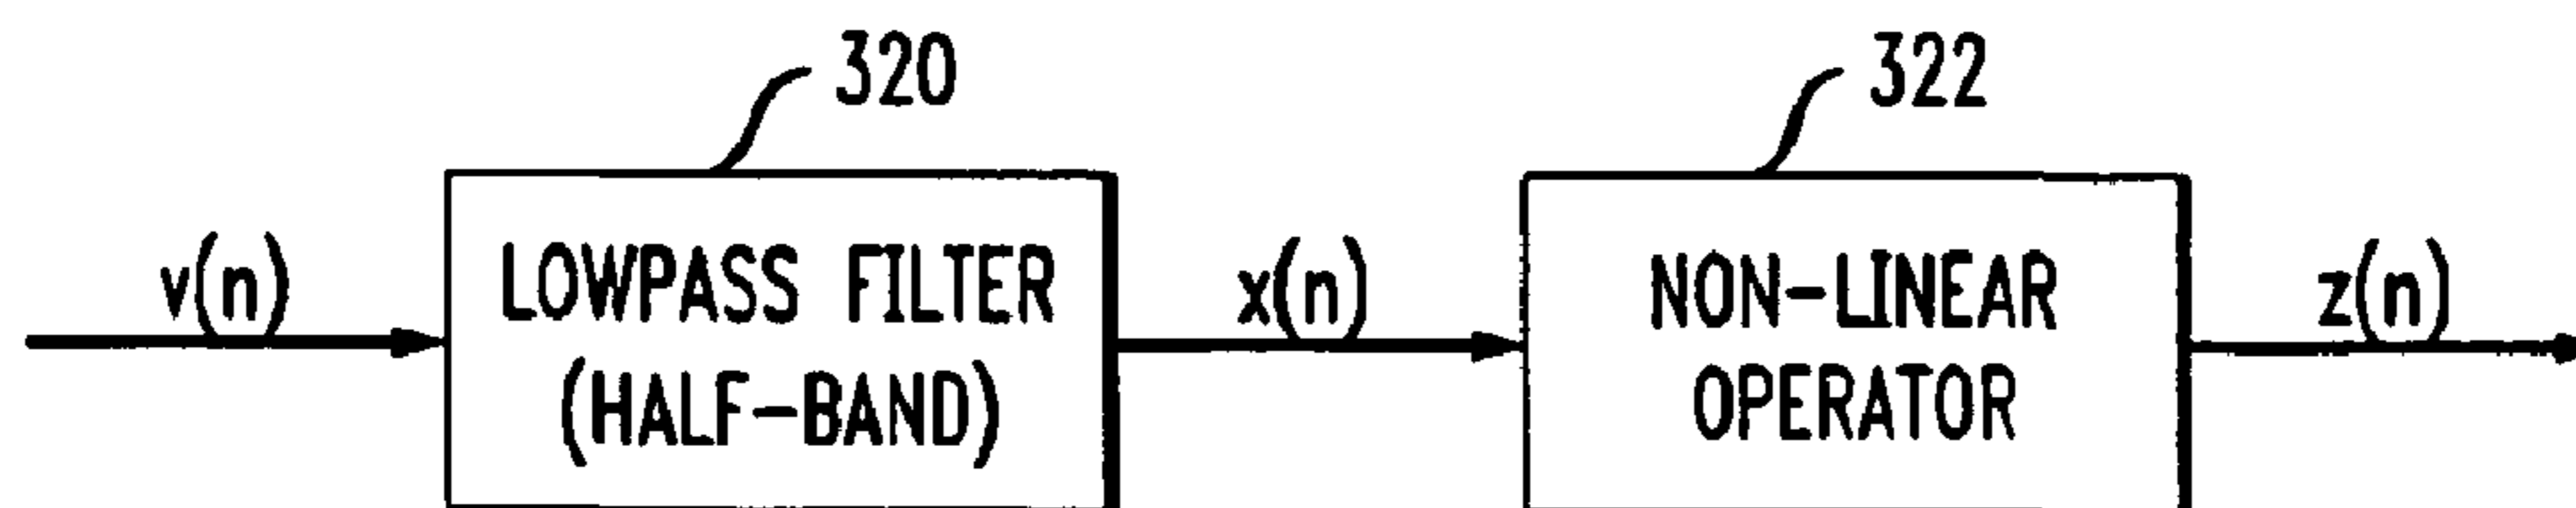 320
322
v(n)
LOWPASS FILTER
(HALF-BAND)
x(n)
NON-LINEAR
OPERATOR
z(n)